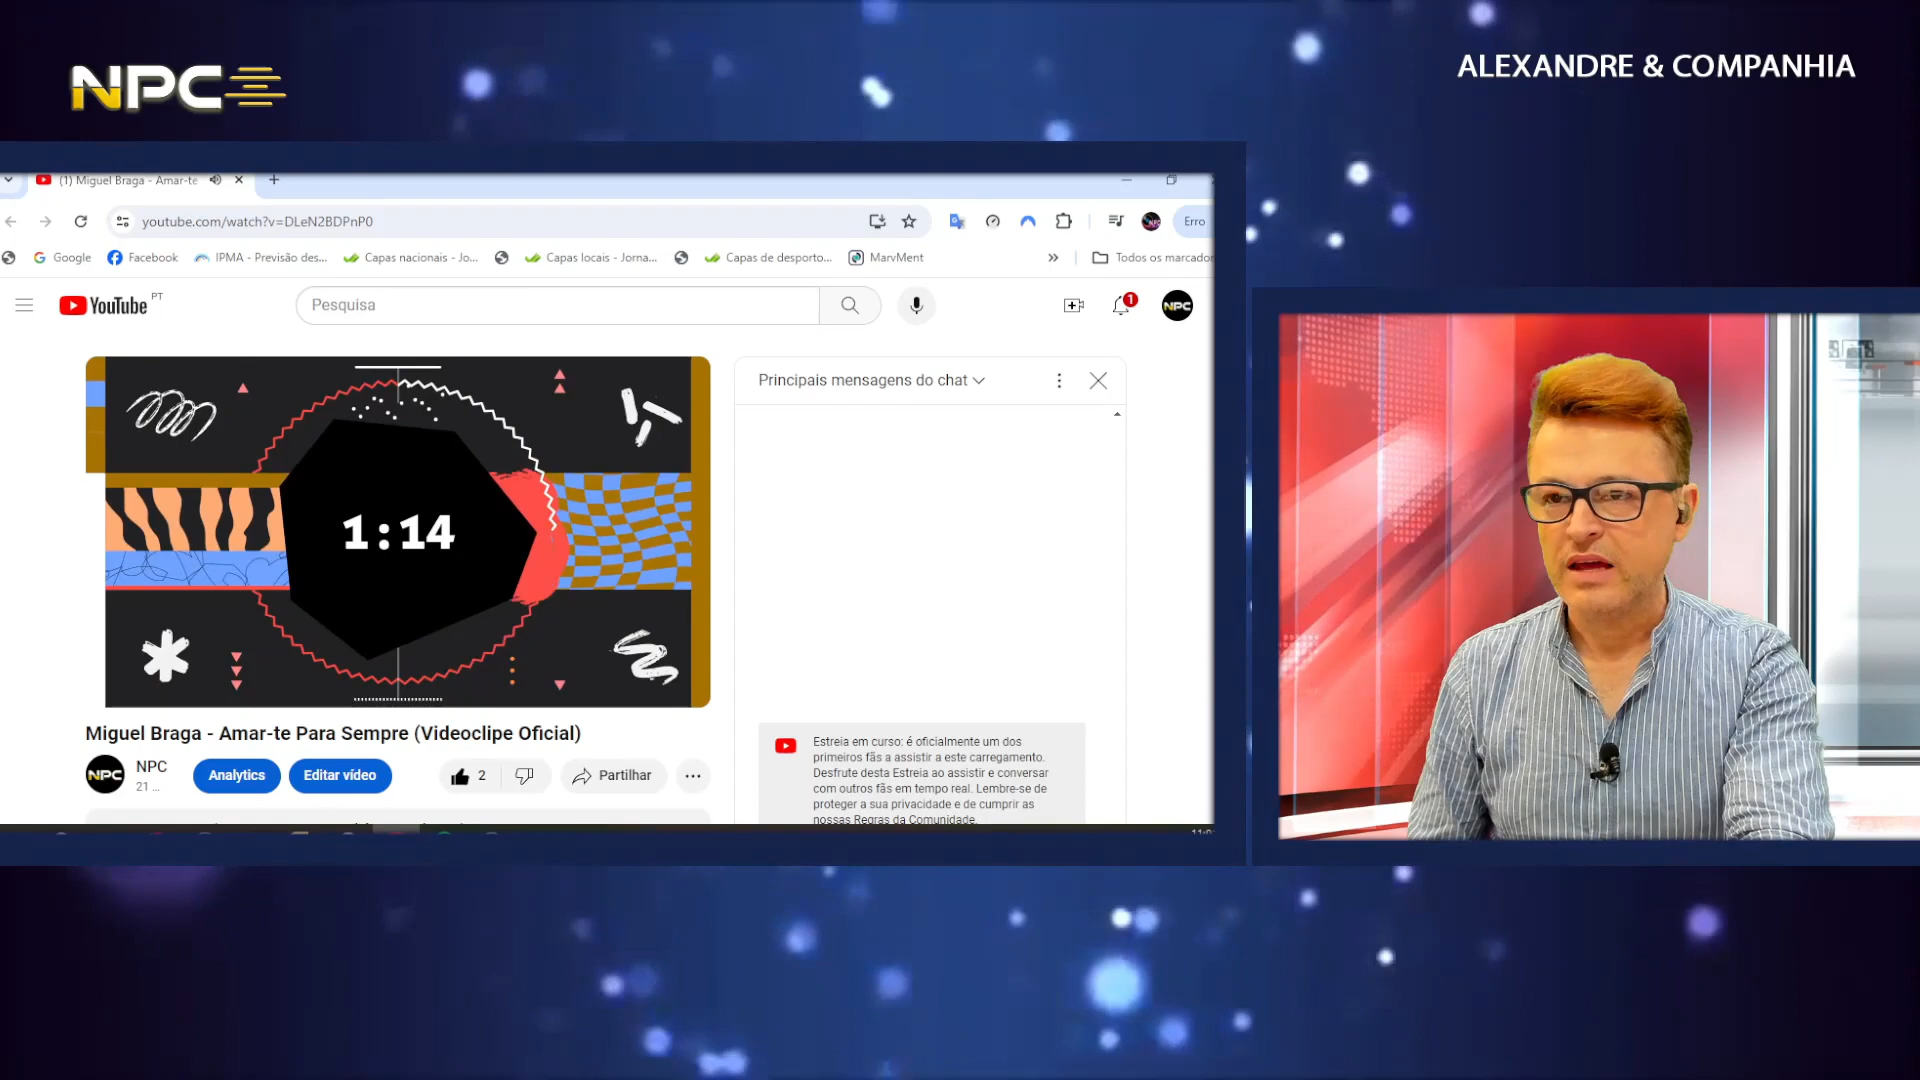 NPC
ALEXANDRE & COMPANHIA
(1) Miguel Braga - Amar-te
youtube.com/watch?v=DLeN2BDPnP0
Erro
Google
Facebook
IPMA - Previsão des...
Capas nacionais - Jo...
Capas locais - Jorna...
Capas de desporto...
MarvMent
Todos os marcador
YouTube PT
Pesquisa
1
NPC
Principais mensagens do chat
1:14
Miguel Braga - Amar-te Para Sempre (Videoclipe Oficial)
NPC
NPC
21 ...
Analytics
Editar vídeo
2
Partilhar
Estreia em curso: é oficialmente um dos
primeiros fãs a assistir a este carregamento.
Desfrute desta Estreia ao assistir e conversar
com outros fãs em tempo real. Lembre-se de
proteger a sua privacidade e de cumprir as
nossas Regras da Comunidade.